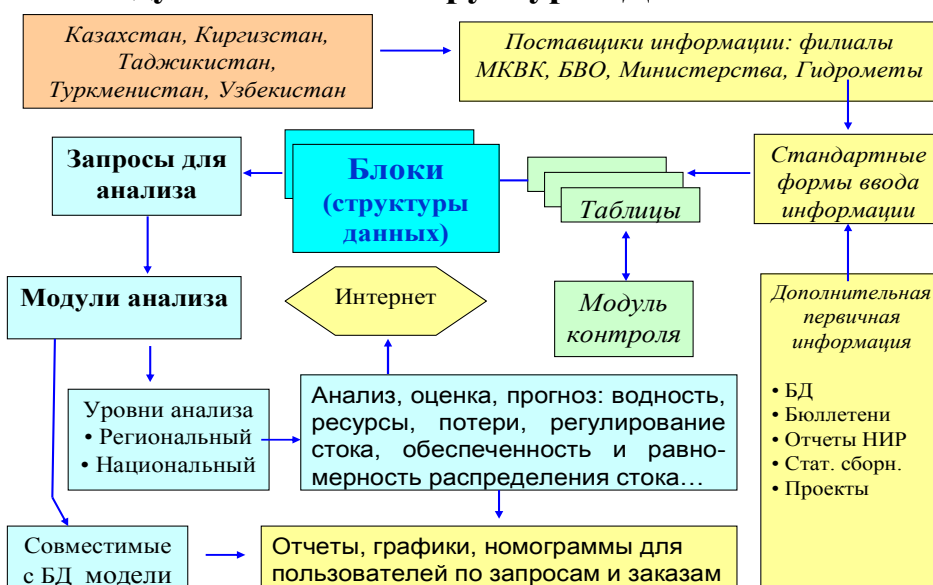 Казахстан, Киргизстан,
Таджикистан,
Туркменистан, Узбекистан
Поставщики информации: филиалы
МКВК, БВО, Министерства, Гидрометы
Запросы для
анализа
Блоки
(структуры
данных)
Таблицы
Стандартные
формы ввода
информации
Модули анализа
Интернет
Модуль
контроля
Дополнительная
первичная
информация
• БД
• Бюллетени
• Отчеты НИР
• Стат. сборн.
• Проекты
Уровни анализа
• Региональный
• Национальный
Анализ, оценка, прогноз: водность,
ресурсы, потери, регулирование
стока, обеспеченность и равно-
мерность распределения стока…
Совместимые
с БД модели
Отчеты, графики, номограммы для
пользователей по запросам и заказам